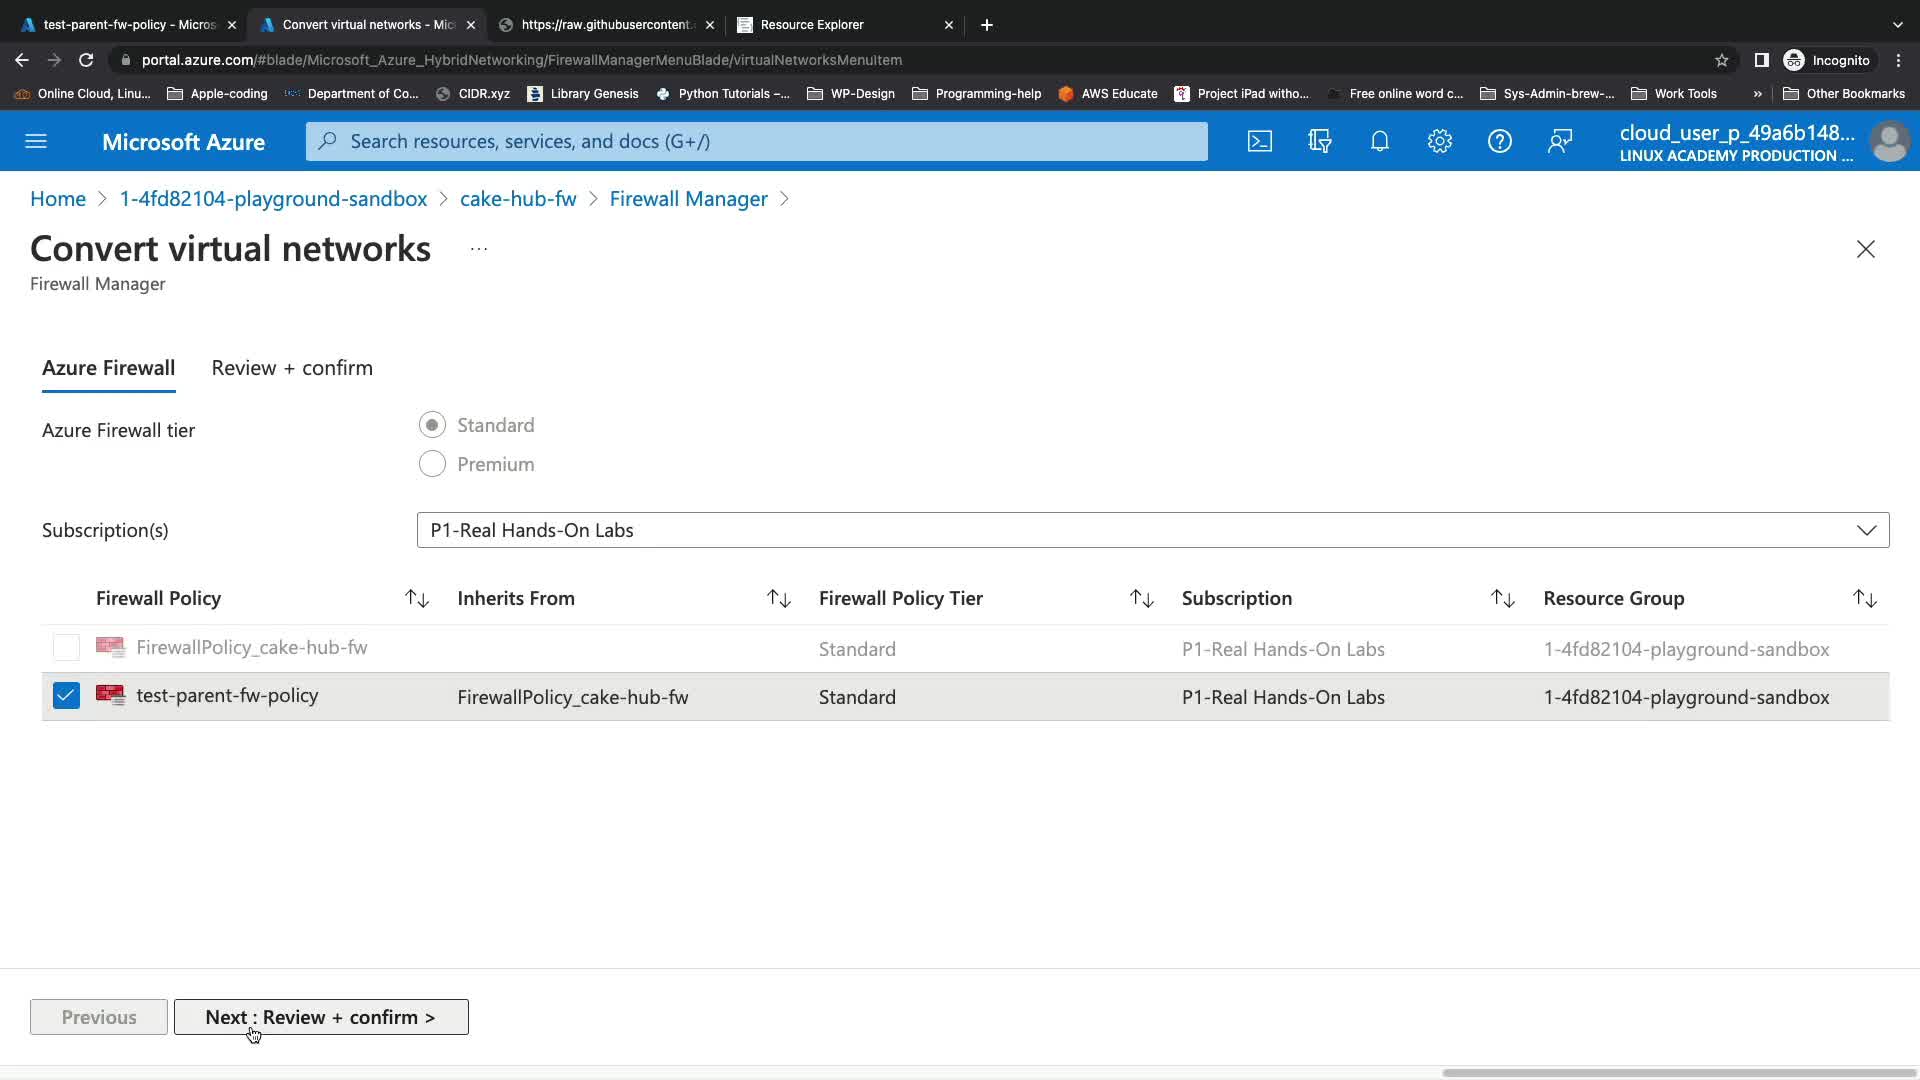 test-parent-fw-policy - Micros
Convert virtual networks - Mic
https://raw.githubusercontent.
Resource Explorer
portal.azure.com/#blade/Microsoft_Azure_HybridNetworking/FirewallManagerMenuBlade/virtualNetworksMenuItem
Incognito
Online Cloud, Linu...
Apple-coding
Department of Co...
CIDR.xyz
Library Genesis
Python Tutorials –...
WP-Design
Programming-help
AWS Educate
Project iPad witho...
Free online word c...
Sys-Admin-brew-...
Work Tools
»
Other Bookmarks
Microsoft Azure
Search resources, services, and docs (G+/)
cloud_user_p_49a6b148...
LINUX ACADEMY PRODUCTION ...
Home > 1-4fd82104-playground-sandbox > cake-hub-fw > Firewall Manager >
Convert virtual networks ...
Firewall Manager
Azure Firewall Review + confirm
Azure Firewall tier
Standard
Premium
Subscription(s)
P1-Real Hands-On Labs
Firewall Policy Inherits From Firewall Policy Tier Subscription Resource Group
FirewallPolicy_cake-hub-fw Standard P1-Real Hands-On Labs 1-4fd82104-playground-sandbox
test-parent-fw-policy FirewallPolicy_cake-hub-fw Standard P1-Real Hands-On Labs 1-4fd82104-playground-sandbox
Previous
Next : Review + confirm >